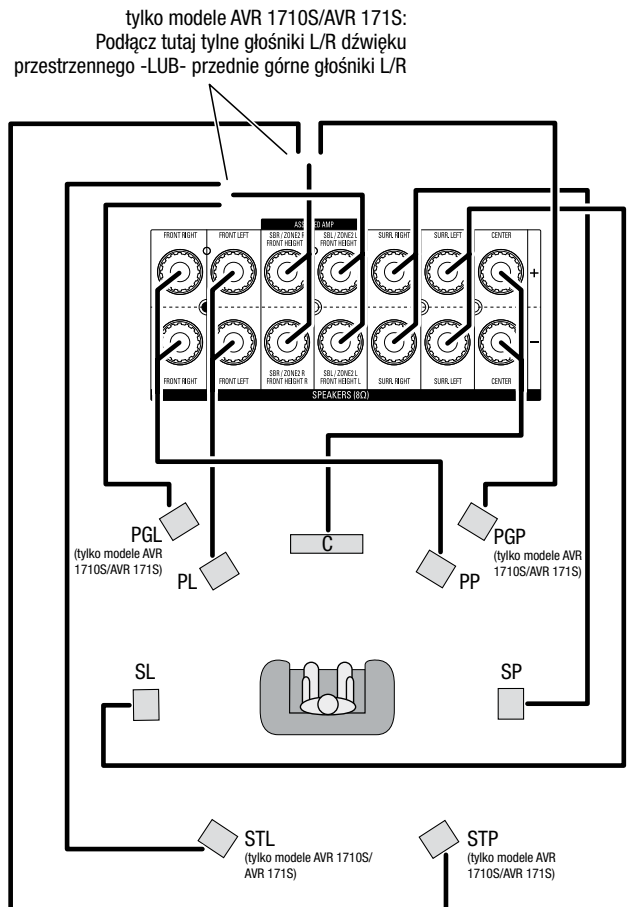 tylko modele AVR 1710S/AVR 171S:
Podłącz tutaj tylne głośniki L/R dźwięku
przestrzennego -LUB- przednie górne głośniki L/R
FRONT RIGHT
FRONT LEFT
SBR / ZONE2 R
FRONT HEIGHT
SBL / ZONE2 L
FRONT HEIGHT
SURR. RIGHT
SURR. LEFT
CENTER
+
−
FRONT RIGHT
FRONT LEFT
SBR / ZONE2 R
FRONT HEIGHT R
SBL / ZONE2 L
FRONT HEIGHT L
SURR. RIGHT
SURR. LEFT
CENTER
SPEAKERS (8Ω)
PGL
(tylko modele AVR
1710S/AVR 171S)
PL
C
PP
PGP
(tylko modele AVR
1710S/AVR 171S)
SL
SP
STL
(tylko modele AVR 1710S/
AVR 171S)
STP
(tylko modele AVR
1710S/AVR 171S)